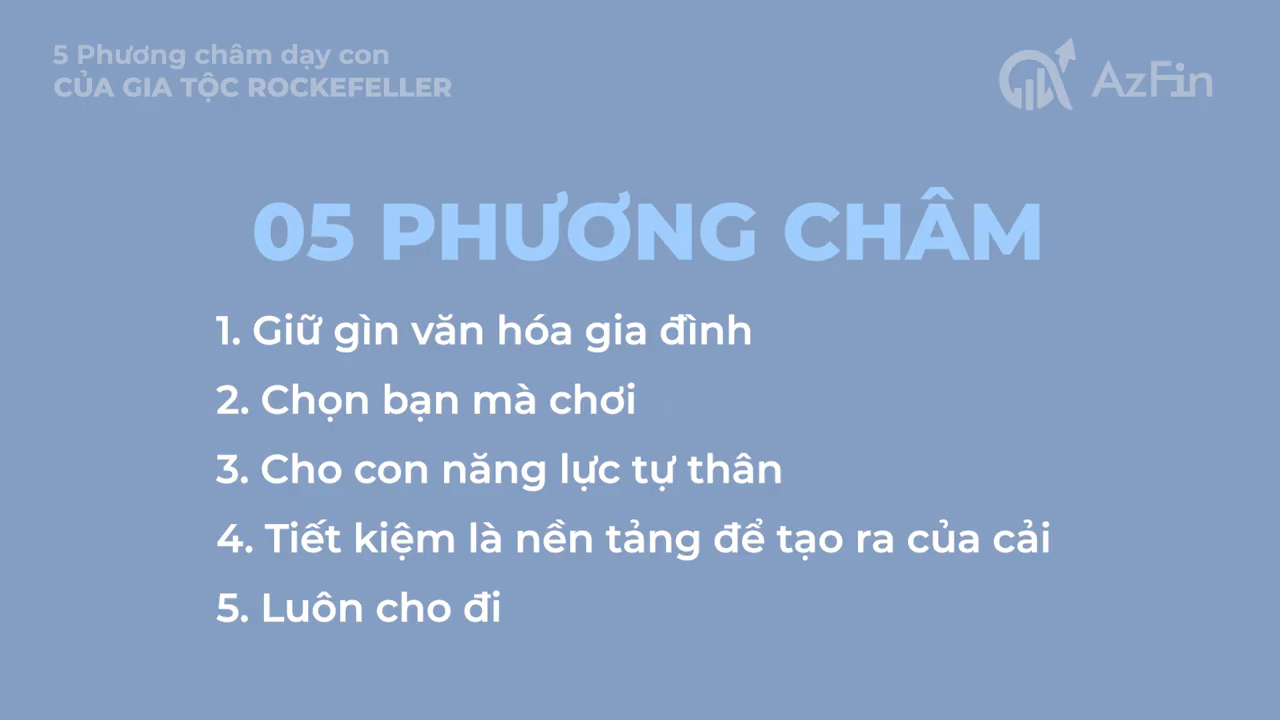 5 Phương châm dạy con
CỦA GIA TỘC ROCKEFELLER
AzFin
05 PHƯƠNG CHÂM
1. Giữ gìn văn hóa gia đình
2. Chọn bạn mà chơi
3. Cho con năng lực tự thân
4. Tiết kiệm là nền tảng để tạo ra của cải
5. Luôn cho đi